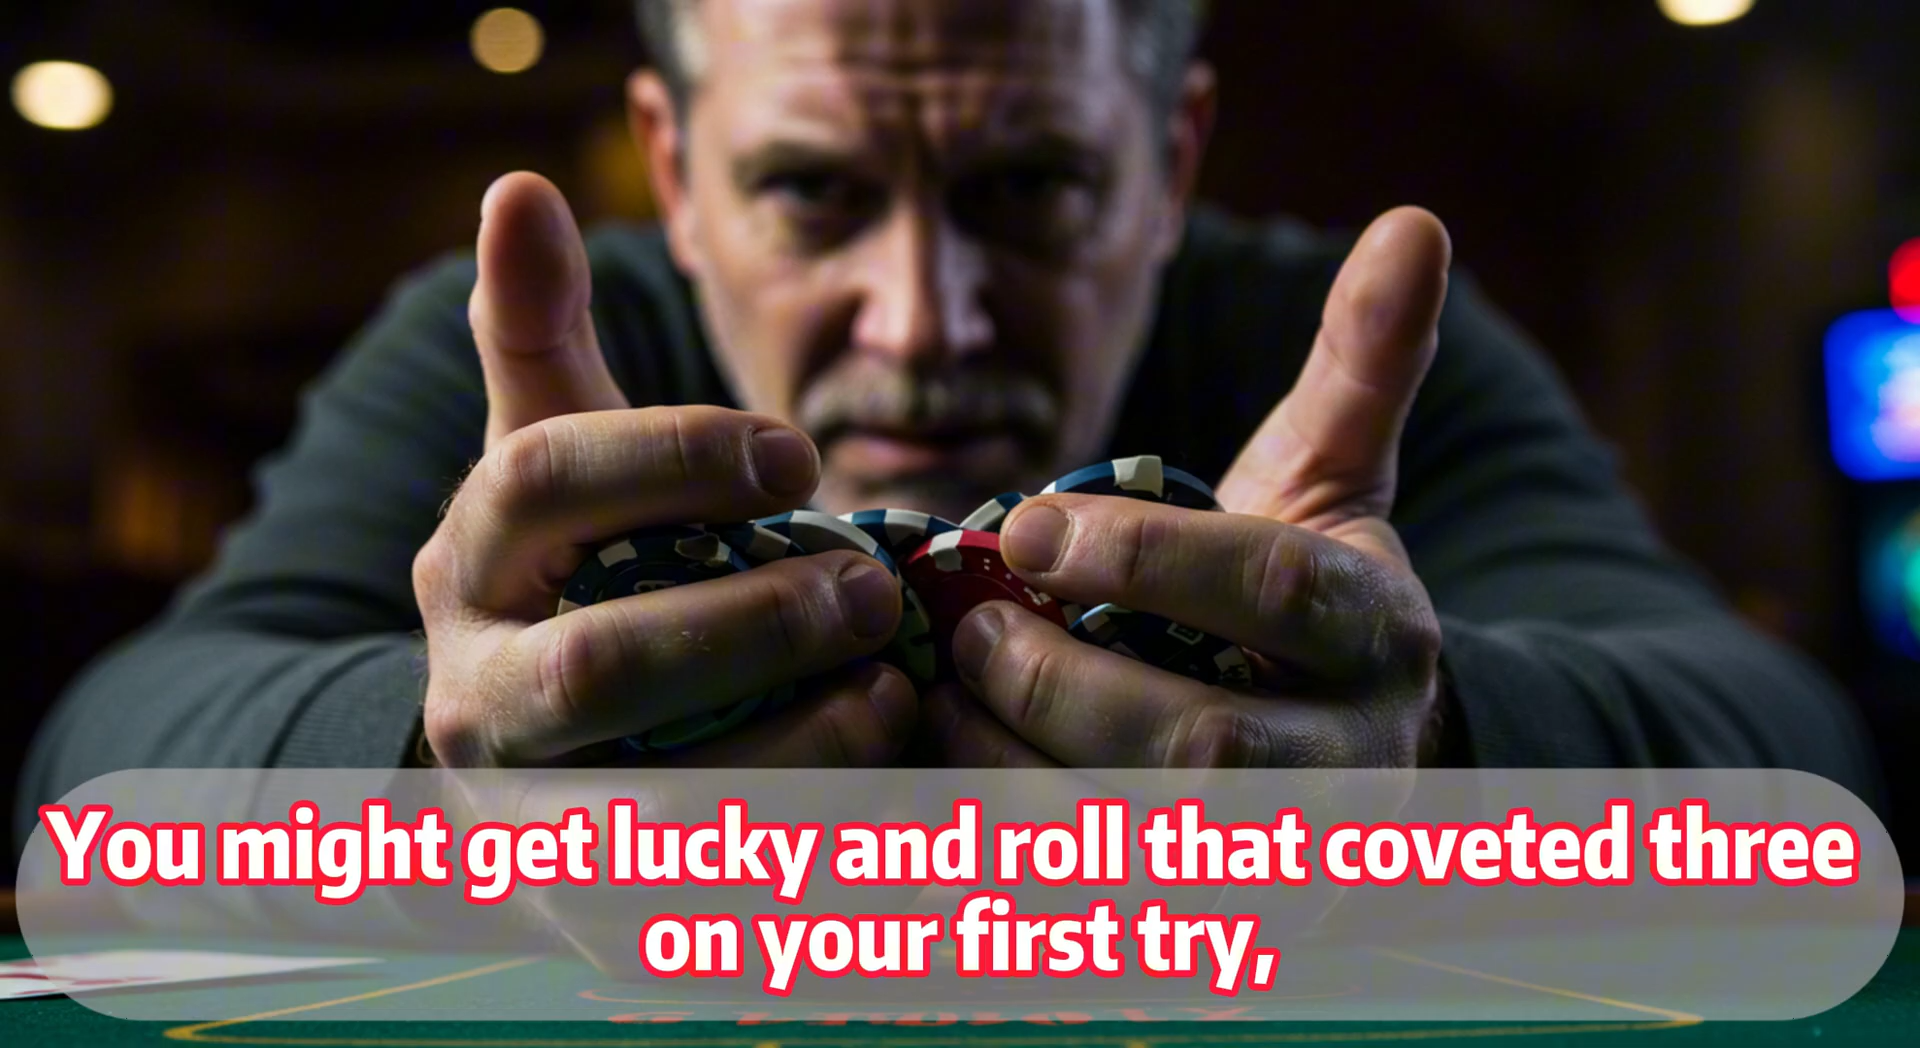 You might get lucky and roll that coveted three
on your first try,